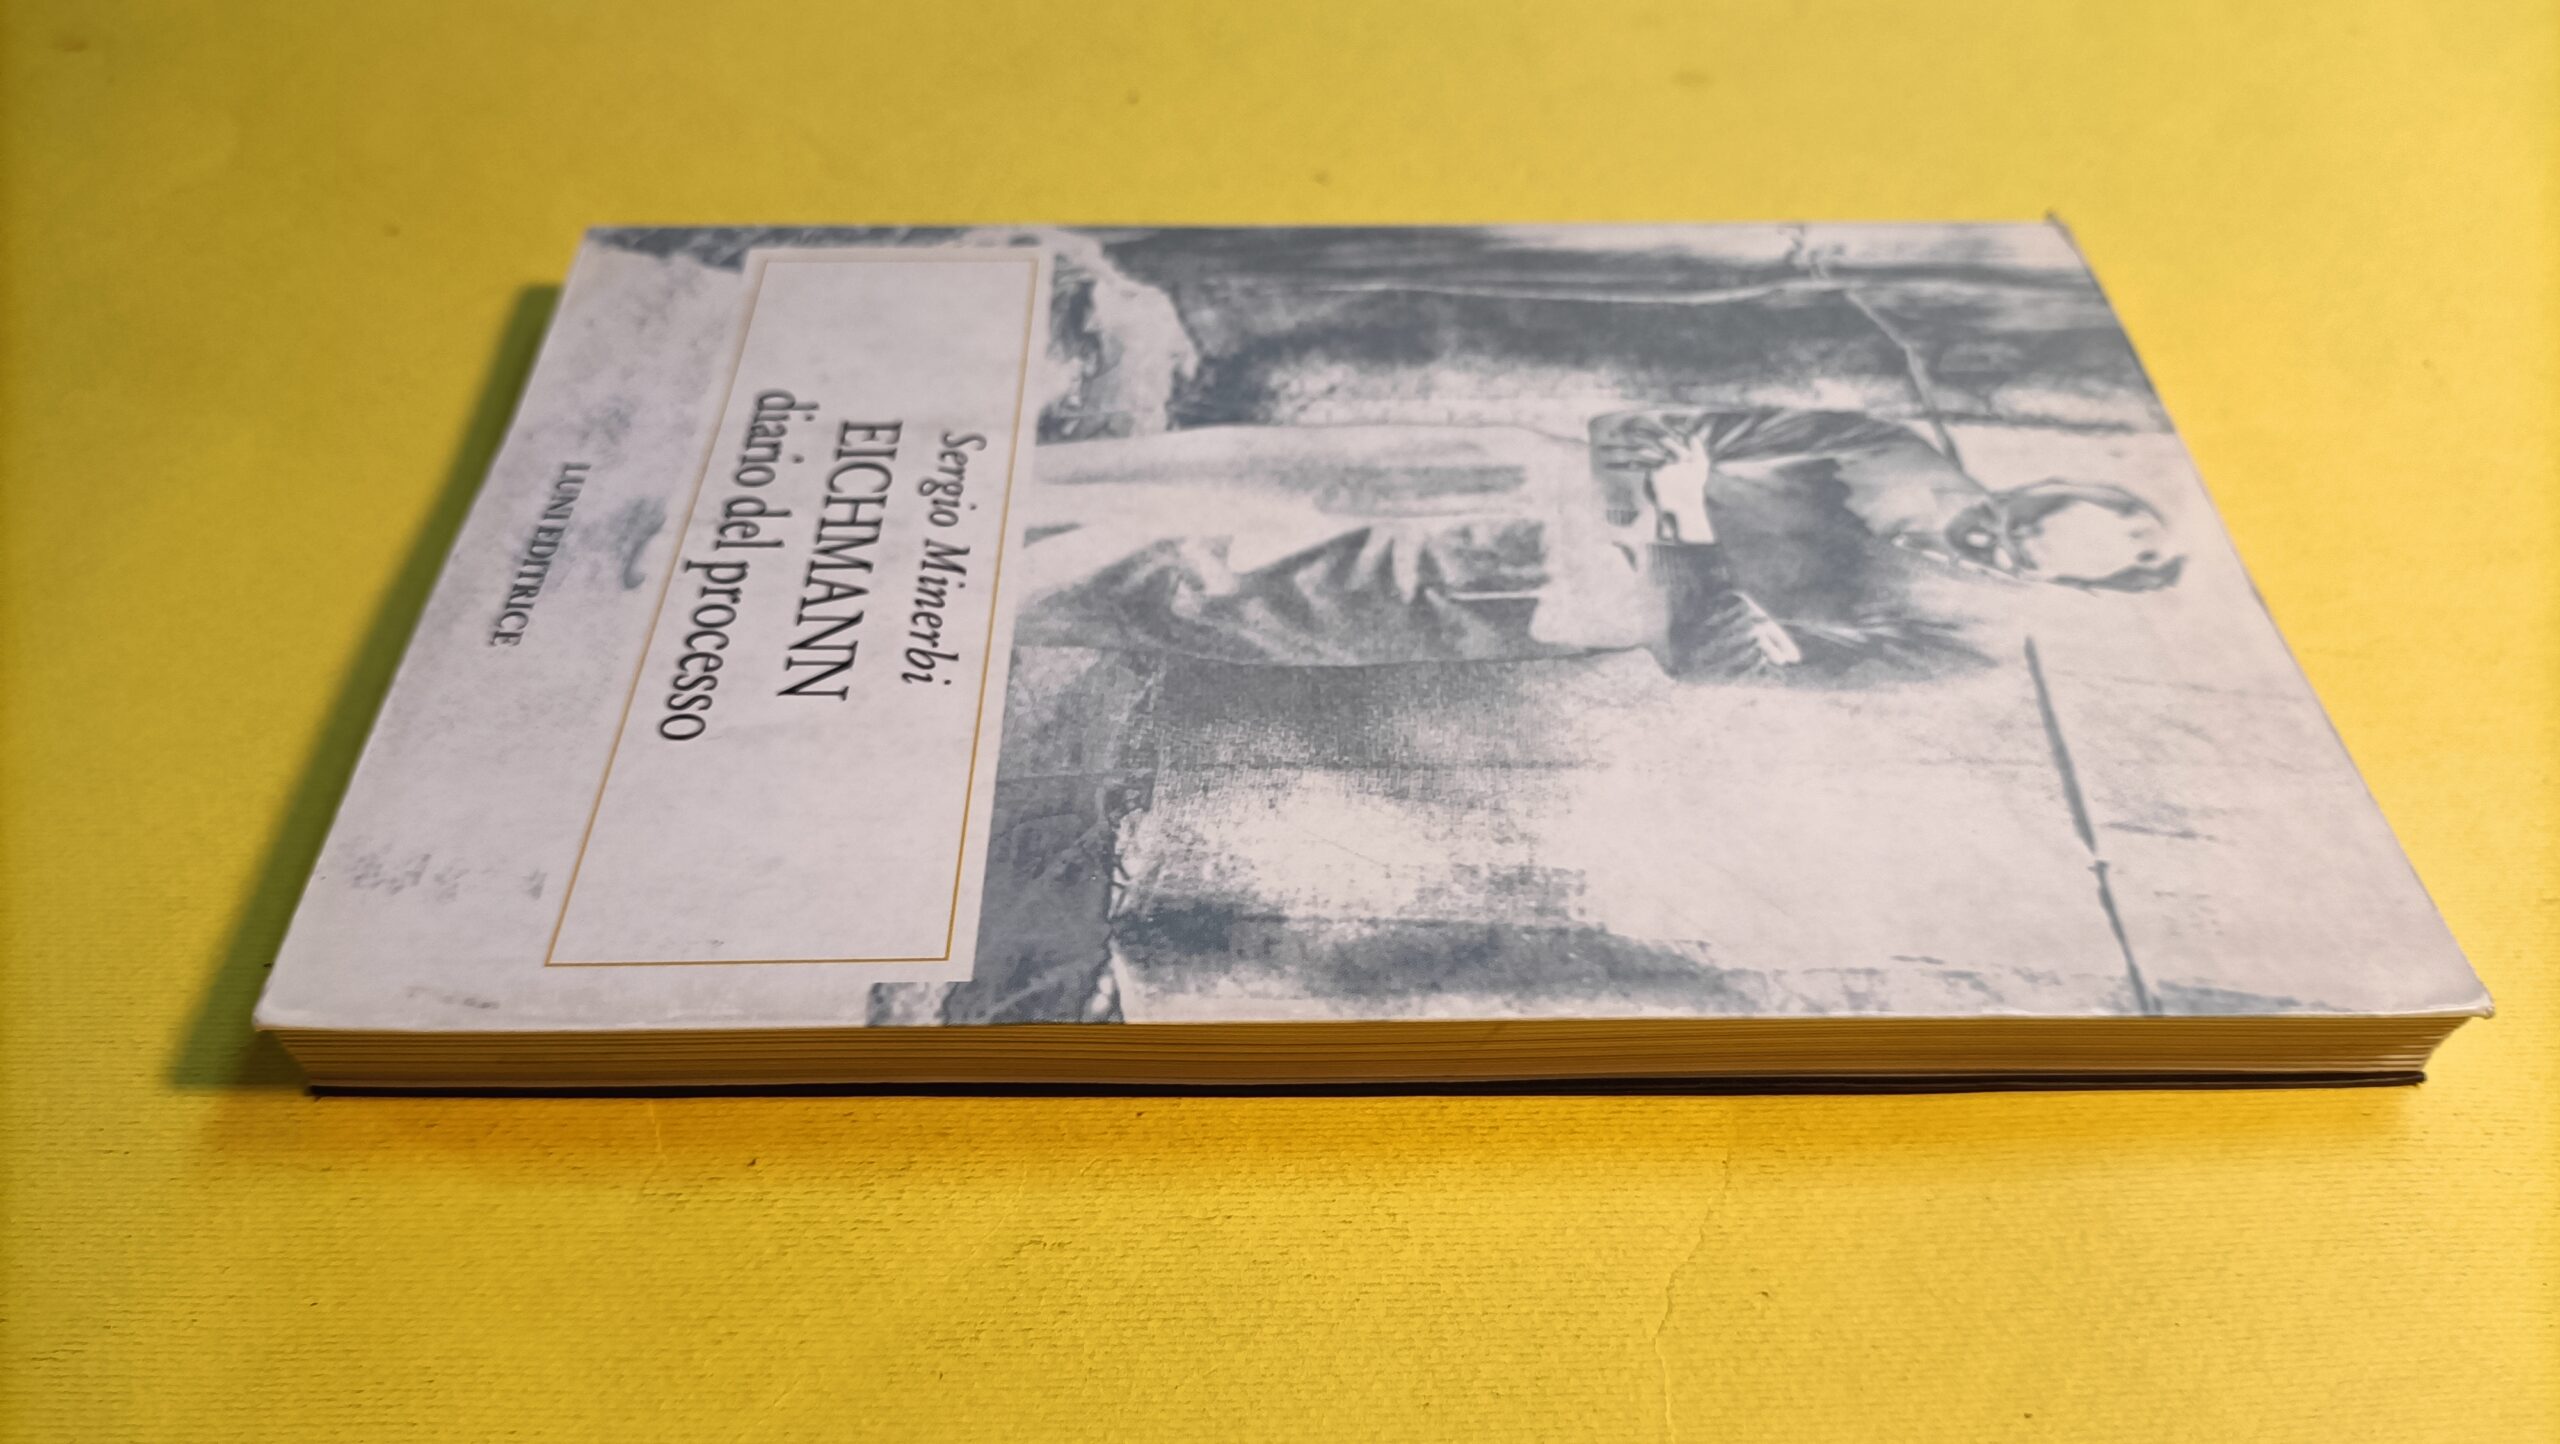 Sergio Minerbi
EICHMANN
diario del processo
LUNI EDITRICE